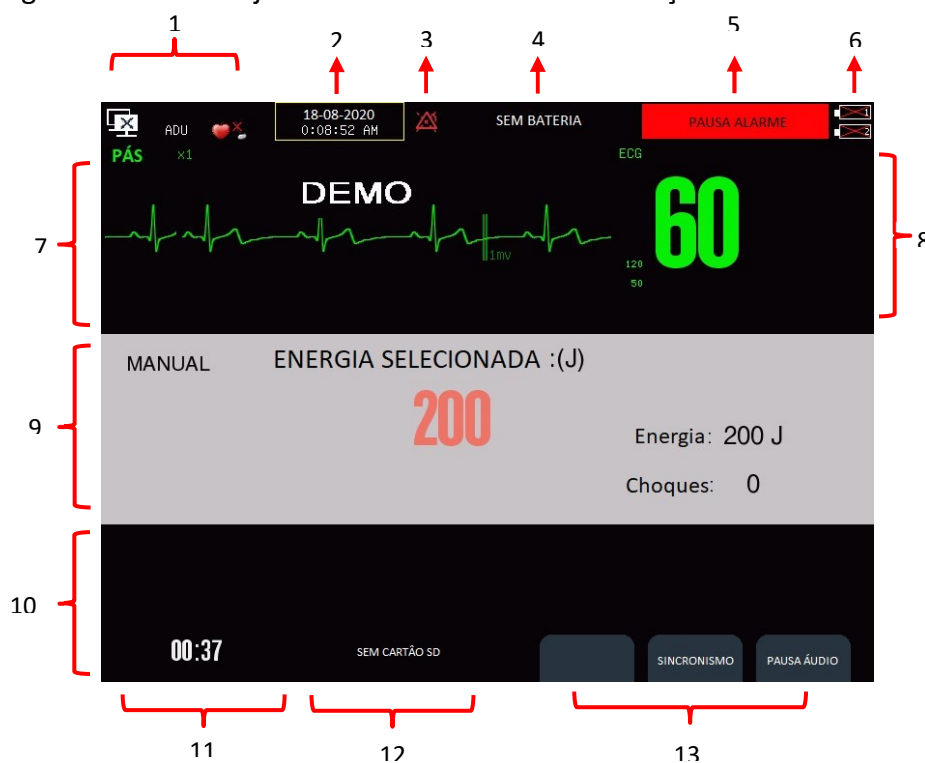 1
2
3
4
5
6
18-08-2020
0:08:52 AM
ADU
SEM BATERIA
PAUSA ALARME
1
2
PÁS x1
ECG
DEMO
60
7
8
1mv
120
50
MANUAL
ENERGIA SELECIONADA :(J)
200
9
Energia: 200 J
Choques: 0
10
00:37
SEM CARTÂO SD
SINCRONISMO
PAUSA ÁUDIO
11
12
13